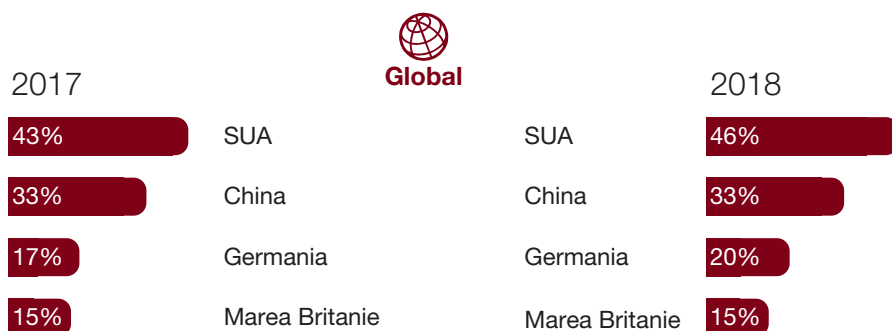 Global
2017
2018
43% SUA SUA 46%
33% China China 33%
17% Germania Germania 20%
15% Marea Britanie Marea Britanie 15%